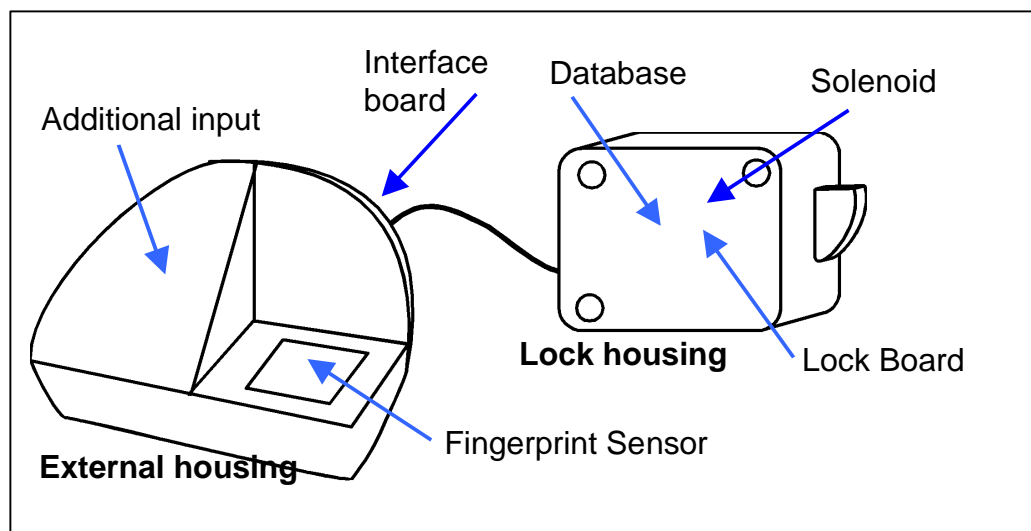 Interface
board
Database
Solenoid
Additional input
Lock housing
Lock Board
Fingerprint Sensor
External housing